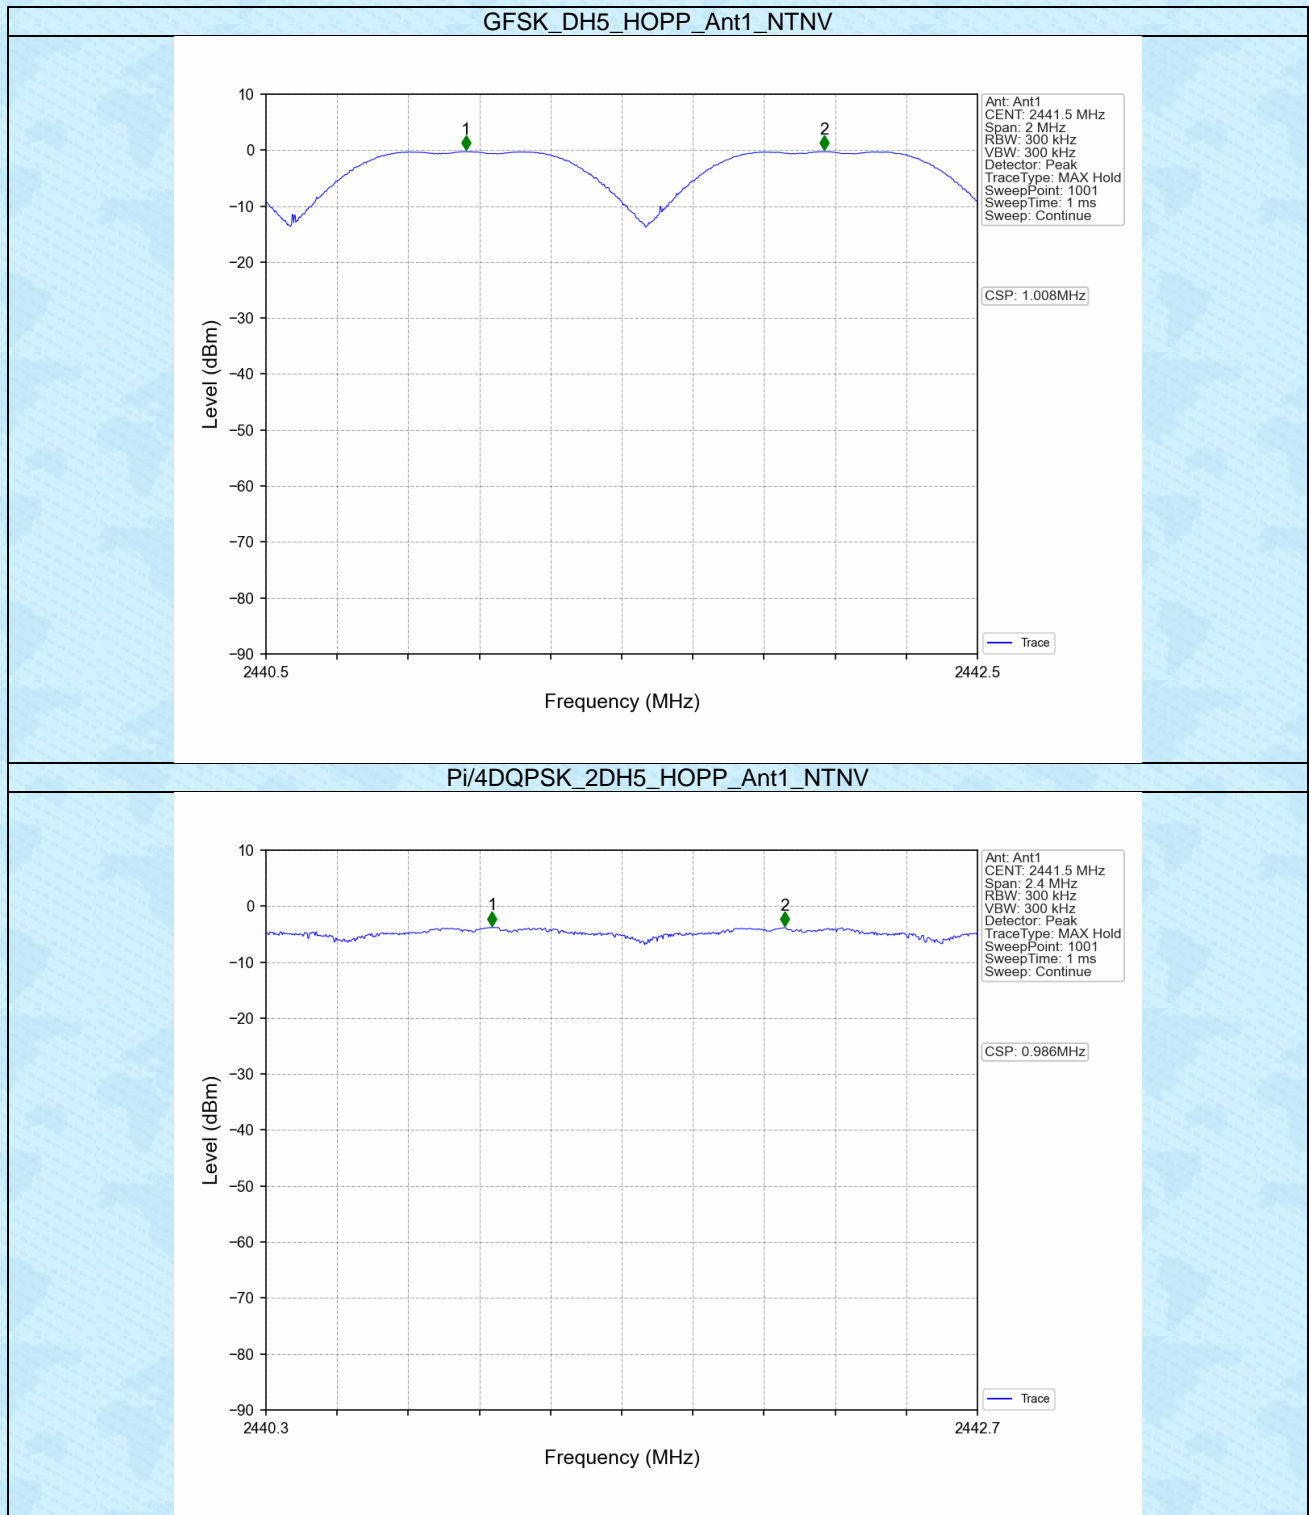 GFSK_DH5_HOPP_Ant1_NTNV
10
0
−10
−20
−30
−40
−50
−60
−70
−80
−90
Level (dBm)
1
2
2440.5
2442.5
Frequency (MHz)
Ant: Ant1
CENT: 2441.5 MHz
Span: 2 MHz
RBW: 300 kHz
VBW: 300 kHz
Detector: Peak
TraceType: MAX Hold
SweepPoint: 1001
SweepTime: 1 ms
Sweep: Continue
CSP: 1.008MHz
Trace
Pi/4DQPSK_2DH5_HOPP_Ant1_NTNV
10
0
−10
−20
−30
−40
−50
−60
−70
−80
−90
Level (dBm)
1
2
2440.3
2442.7
Frequency (MHz)
Ant: Ant1
CENT: 2441.5 MHz
Span: 2.4 MHz
RBW: 300 kHz
VBW: 300 kHz
Detector: Peak
TraceType: MAX Hold
SweepPoint: 1001
SweepTime: 1 ms
Sweep: Continue
CSP: 0.986MHz
Trace